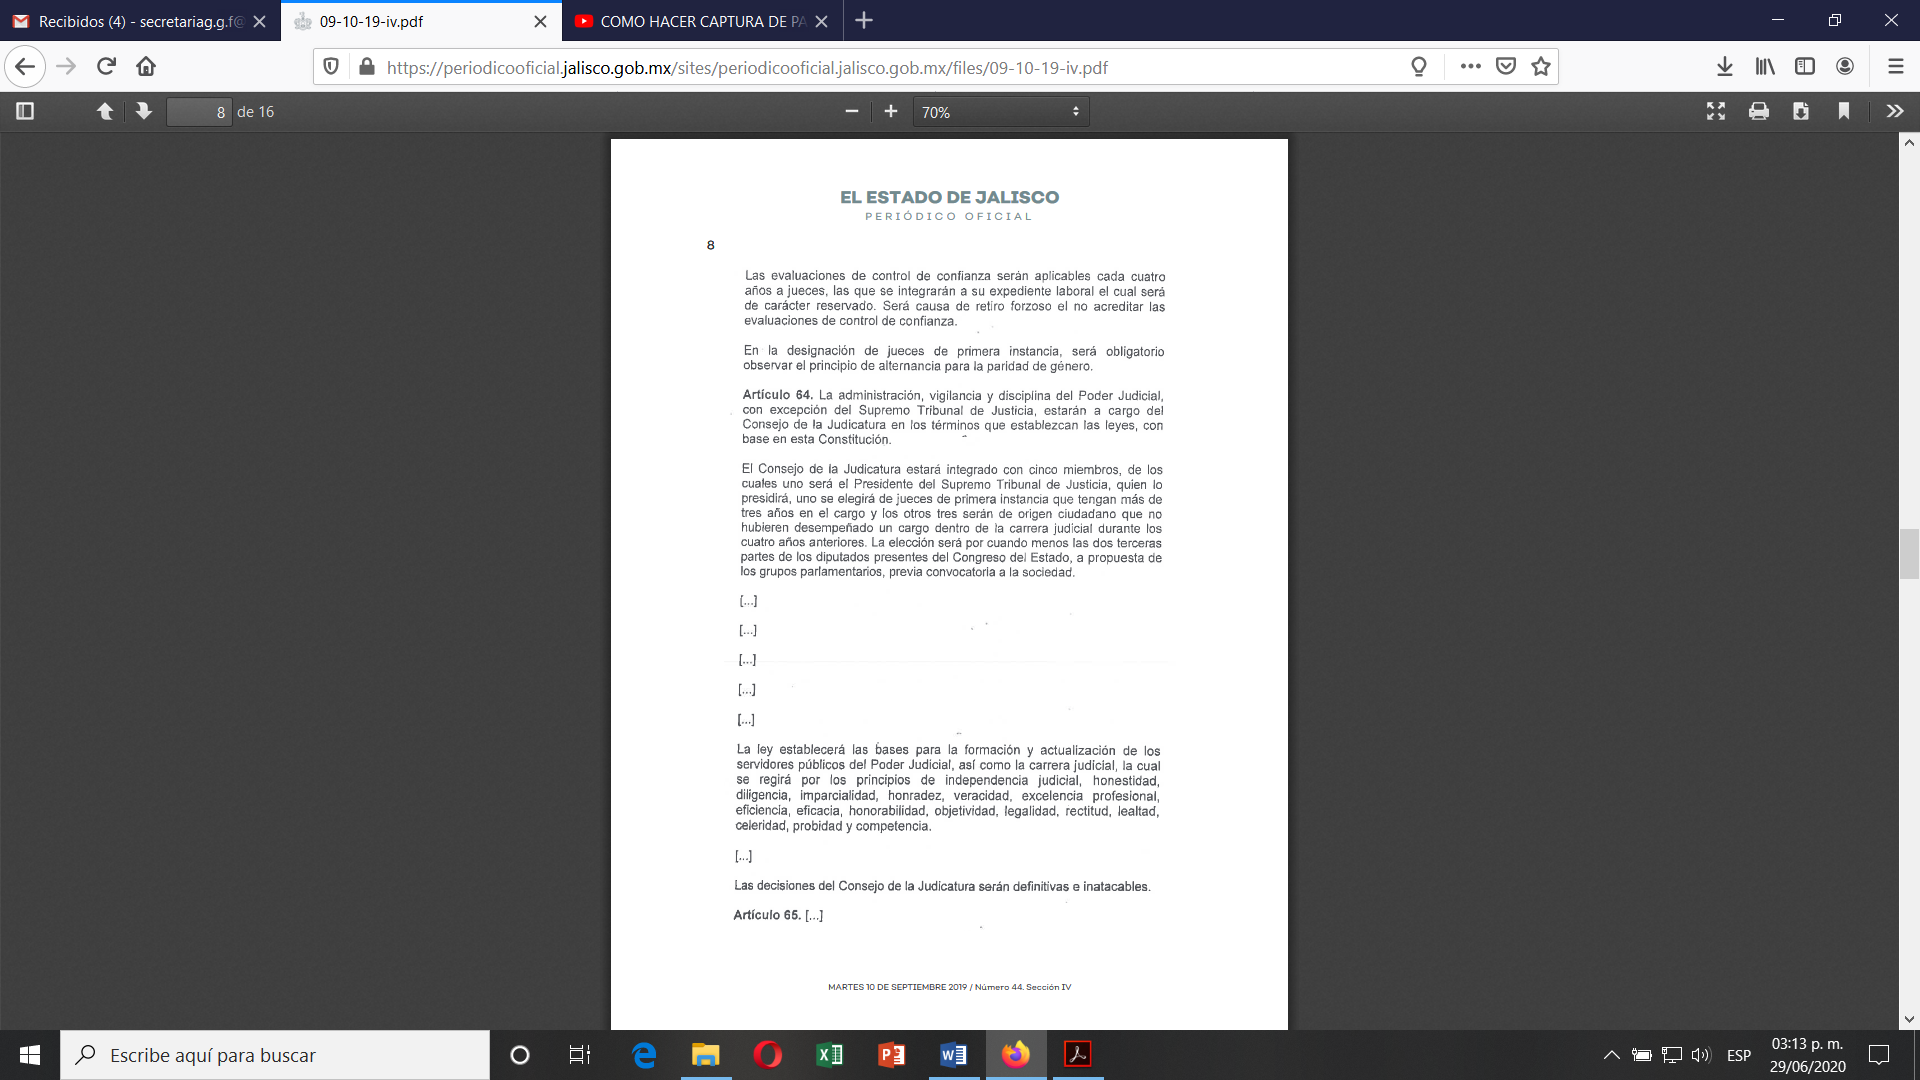 Recibidos (4) - secretariag.g.f@
09-10-19-iv.pdf
COMO HACER CAPTURA DE PA
https://periodicooficial.jalisco.gob.mx/sites/periodicooficial.jalisco.gob.mx/files/09-10-19-iv.pdf
8 de 16
70%
EL ESTADO DE JALISCO
PERIÓDICO OFICIAL
8
Las evaluaciones de control de confianza serán aplicables cada cuatro
años a jueces, las que se integrarán a su expediente laboral el cual será
de carácter reservado. Será causa de retiro forzoso el no acreditar las
evaluaciones de control de confianza.
En la designación de jueces de primera instancia, será obligatorio
observar el principio de alternancia para la paridad de género.
Artículo 64. La administración, vigilancia y disciplina del Poder Judicial,
con excepción del Supremo Tribunal de Justicia, estarán a cargo del
Consejo de la Judicatura en los términos que establezcan las leyes, con
base en esta Constitución.
El Consejo de la Judicatura estará integrado con cinco miembros, de los
cuales uno será el Presidente del Supremo Tribunal de Justicia, quien lo
presidirá, uno se elegirá de jueces de primera instancia que tengan más de
tres años en el cargo y los otros tres serán de origen ciudadano que no
hubieren desempeñado un cargo dentro de la carrera judicial durante los
cuatro años anteriores. La elección será por cuando menos las dos terceras
partes de los diputados presentes del Congreso del Estado, a propuesta de
los grupos parlamentarios, previa convocatoria a la sociedad.
[...]
[...]
[...]
[...]
[...]
La ley establecerá las bases para la formación y actualización de los
servidores públicos del Poder Judicial, así como la carrera judicial, la cual
se regirá por los principios de independencia judicial, honestidad,
diligencia, imparcialidad, honradez, veracidad, excelencia profesional,
eficiencia, eficacia, honorabilidad, objetividad, legalidad, rectitud, lealtad,
celeridad, probidad y competencia.
[...]
Las decisiones del Consejo de la Judicatura serán definitivas e inatacables.
Artículo 65. [...]
MARTES 10 DE SEPTIEMBRE 2019 / Número 44. Sección IV
Escribe aquí para buscar
ESP
03:13 p. m.
29/06/2020